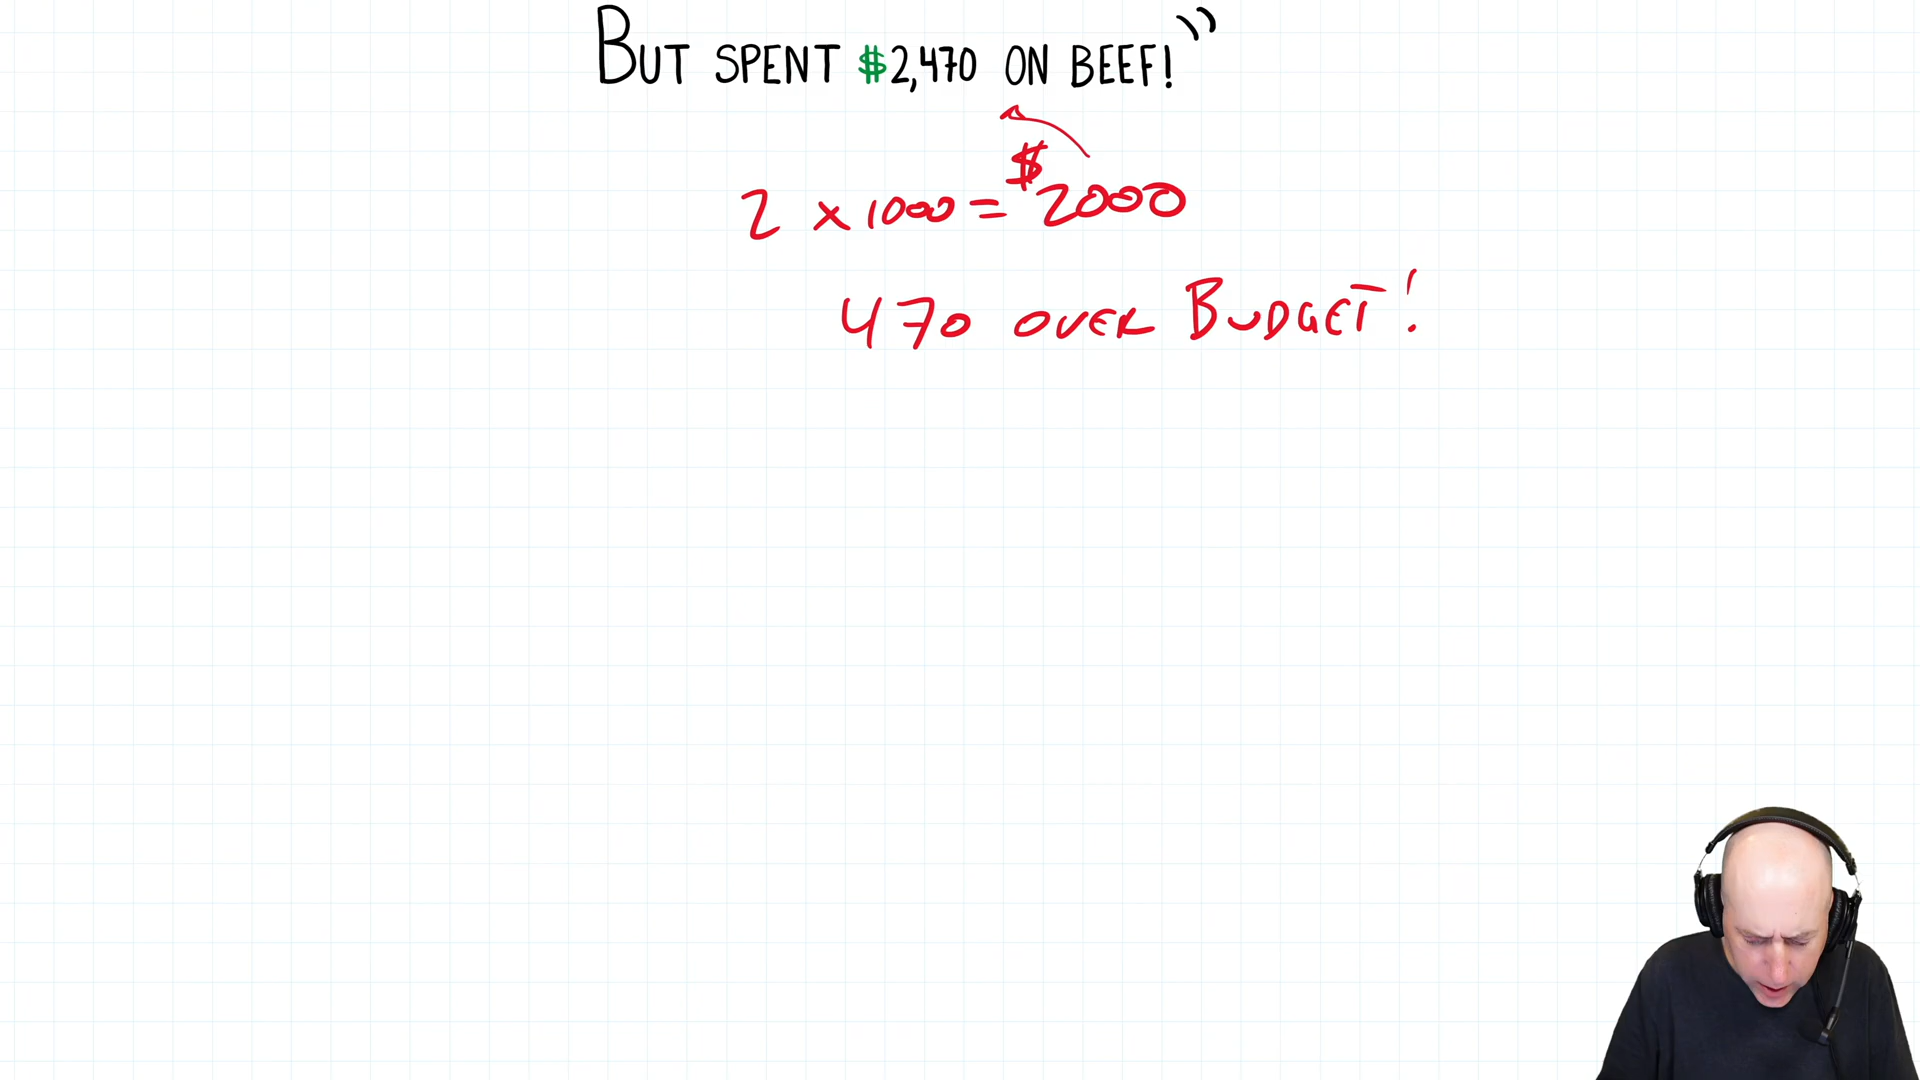 BUT SPENT $2,470 ON BEEF!”
2 x 1000 = $2000
470 OVER BUDGET!